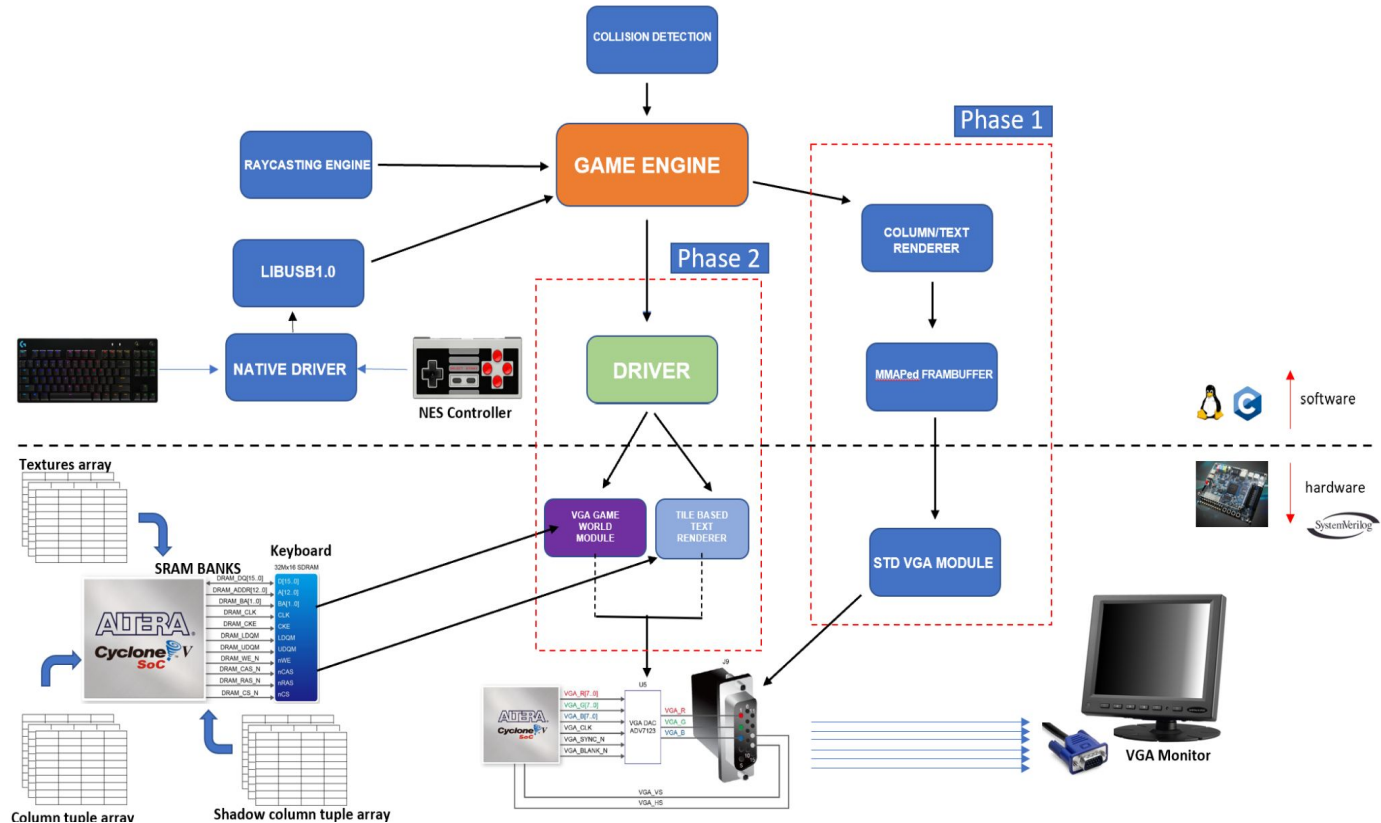 COLLISION DETECTION
Phase 1
RAYCASTING ENGINE
GAME ENGINE
COLUMN/TEXT
RENDERER
Phase 2
LIBUSB1.0
NATIVE DRIVER
NES Controller
DRIVER
MMAPed FRAMBUFFER
software
hardware
SystemVerilog
Textures array
SRAM BANKS
Keyboard
32Mx16 SDRAM
DRAM_DQ[15..0]
D[15..0]
DRAM_ADDR[12..0]
A[12..0]
DRAM_BA[1..0]
BA[1..0]
DRAM_CLK
CLK
DRAM_CKE
CKE
DRAM_LDQM
LDQM
DRAM_UDQM
UDQM
DRAM_WE_N
nWE
DRAM_CAS_N
nCAS
DRAM_RAS_N
nRAS
DRAM_CS_N
nCS
ALTERA
Cyclone V
SoC
VGA GAME
WORLD
MODULE
TILE BASED
TEXT
RENDERER
STD VGA MODULE
Column tuple array
Shadow column tuple array
ALTERA
Cyclone V
SoC
VGA_R[7..0]
VGA_G[7..0]
VGA_B[7..0]
VGA_CLK
VGA_SYNC_N
VGA_BLANK_N
U5
VGA DAC
ADV7123
VGA_R
VGA_G
VGA_B
J9
VGA_VS
VGA_HS
VGA Monitor